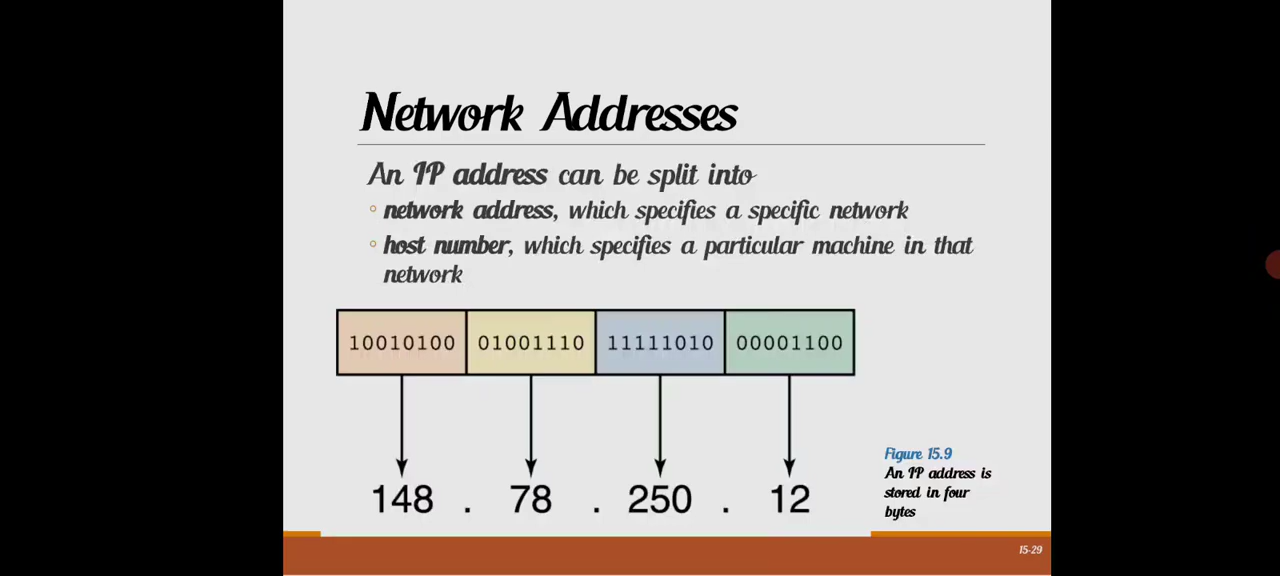 Network Addresses
An IP address can be split into
◦ network address, which specifies a specific network
◦ host number, which specifies a particular machine in that
network
10010100 01001110 11111010 00001100
148 . 78 . 250 . 12
Figure 15.9
An IP address is
stored in four
bytes
15-29